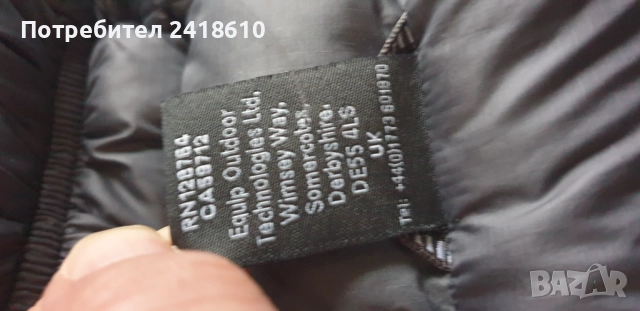 Потребител 2418610
RN128784
CA59712
Equip Outdoor
Technologies Ltd,
Wimsey Way,
Somercotes,
Derbyshire,
DE55 4LS
UK
Tel: +44(0)1773 601870
BAZAR